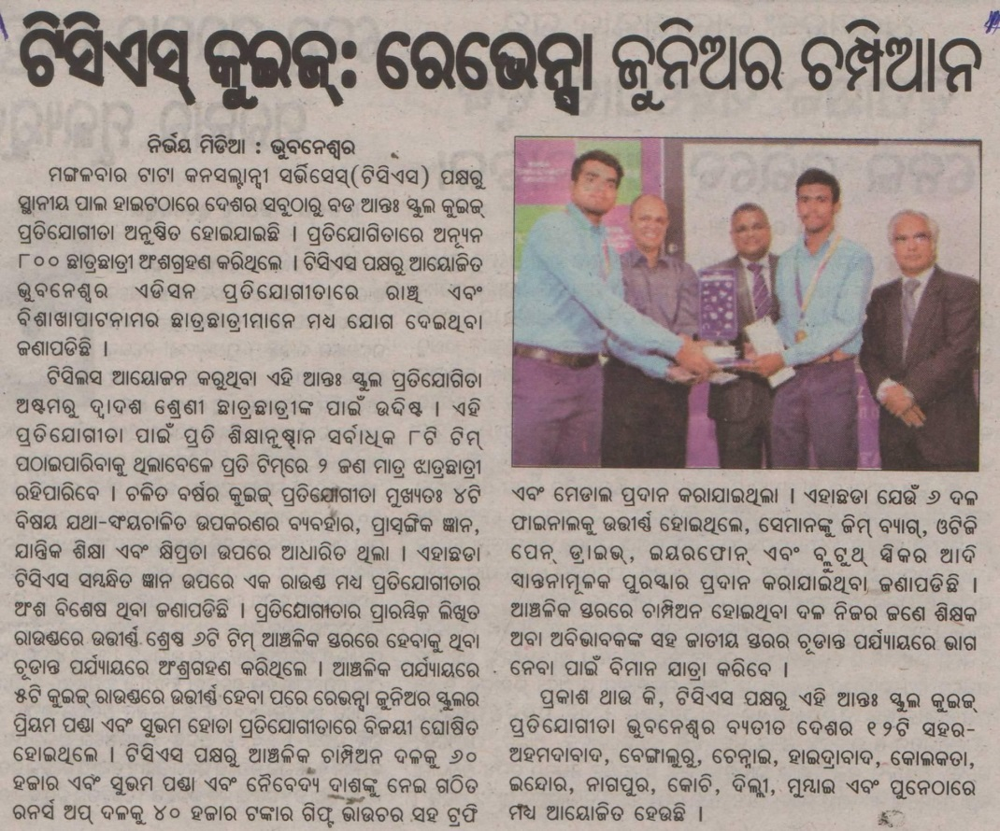 ଟିସିଏସ୍ କୁଇଜ୍: ରେଭେନ୍ସା ଜୁନିଅର ଚମ୍ପିଆନ
ନିର୍ଭୟ ମିଡିଆ : ଭୁବନେଶ୍ୱର
ମଙ୍ଗଳବାର ଟାଟା କନସଲ୍ଟାନ୍ସୀ ସର୍ଭିସେସ୍(ଟିସିଏସ) ପକ୍ଷରୁ
ସ୍ଥାନୀୟ ପାଲ ହାଇଟଠାରେ ଦେଶର ସବୁଠାରୁ ବଡ ଆନ୍ତଃ ସ୍କୁଲ କୁଇଜ୍
ପ୍ରତିଯୋଗୀତା ଅନୁଷ୍ଠିତ ହୋଇଯାଇଛି । ପ୍ରତିଯୋଗିତାରେ ଅନ୍ୟୂନ
୮୦୦ ଛାତ୍ରଛାତ୍ରୀ ଅଂଶଗ୍ରହଣ କରିଥିଲେ । ଟିସିଏସ ପକ୍ଷରୁ ଆୟୋଜିତ
ଭୁବନେଶ୍ୱର ଏଡିସନ ପ୍ରତିଯୋଗୀତାରେ ରାଞ୍ଚି ଏବଂ
ବିଶାଖାପାଟନାମର ଛାତ୍ରଛାତ୍ରୀମାନେ ମଧ୍ୟ ଯୋଗ ଦେଇଥିବା
ଜଣାପଡିଛି ।
ଟିସିଲସ ଆୟୋଜନ କରୁଥିବା ଏହି ଆନ୍ତଃ ସ୍କୁଲ ପ୍ରତିଯୋଗିତା
ଅଷ୍ଟମରୁ ଦ୍ୱାଦଶ ଶ୍ରେଣୀ ଛାତ୍ରଛାତ୍ରୀଙ୍କ ପାଇଁ ଉଦ୍ଦିଷ୍ଟ । ଏହି
ପ୍ରତିଯୋଗୀତା ପାଇଁ ପ୍ରତି ଶିକ୍ଷାନୁଷ୍ଠାନ ସର୍ବାଧିକ ୮ଟି ଟିମ୍
ପଠାଇପାରିବାକୁ ଥିଲାବେଳେ ପ୍ରତି ଟିମ୍‌ରେ ୨ ଜଣ ମାତ୍ର ଝାତ୍ରଛାତ୍ରୀ
ରହିପାରିବେ । ଚଳିତ ବର୍ଷର କୁଇଜ୍ ପ୍ରତିଯୋଗୀତା ମୁଖ୍ୟତଃ ୪ଟି
ବିଷୟ ଯଥା-ସଂୟଚାଳିତ ଉପକରଣର ବ୍ୟବହାର, ପ୍ରାସଙ୍ଗିକ ଜ୍ଞାନ,
ଯାନ୍ତ୍ରିକ ଶିକ୍ଷା ଏବଂ କ୍ଷିପ୍ରତା ଉପରେ ଆଧାରିତ ଥିଲା । ଏହାଛଡା
ଟିସିଏସ ସମ୍ବନ୍ଧିତ ଜ୍ଞାନ ଉପରେ ଏକ ରାଉଣ୍ଡ ମଧ୍ୟ ପ୍ରତିଯୋଗୀତାର
ଅଂଶ ବିଶେଷ ଥିବା ଜଣାପଡିଛି । ପ୍ରତିଯୋଗୀତାର ପ୍ରାରମ୍ଭିକ ଲିଖିତ
ରାଉଣ୍ଡରେ ଉତ୍ତୀର୍ଣ୍ଣ ଶ୍ରେଷ୍ଠ ୬ଟି ଟିମ୍ ଆଞ୍ଚଳିକ ସ୍ତରରେ ହେବାକୁ ଥିବା
ଚୂଡାନ୍ତ ପର୍ଯ୍ୟାୟରେ ଅଂଶଗ୍ରହଣ କରିଥିଲେ । ଆଞ୍ଚଳିକ ପର୍ଯ୍ୟାୟରେ
୫ଟି କୁଇଜ୍ ରାଉଣ୍ଡରେ ଉତ୍ତୀର୍ଣ୍ଣ ହେବା ପରେ ରେଭେନ୍ସା ଜୁନିଅର ସ୍କୁଲର
ପ୍ରିୟମ ପଣ୍ଡା ଏବଂ ସୁଭମ ହୋତା ପ୍ରତିଯୋଗୀତାରେ ବିଜୟୀ ଘୋଷିତ
ହୋଇଥିଲେ । ଟିସିଏସ ପକ୍ଷରୁ ଆଞ୍ଚଳିକ ଚାମ୍ପିଅନ ଦଳକୁ ୬୦
ହଜାର ଏବଂ ସୁଭମ ପଣ୍ଡା ଏବଂ ନୈବେଦ୍ୟ ଦାଶଙ୍କୁ ନେଇ ଗଠିତ
ରନର୍ସ ଅପ୍ ଦଳକୁ ୪୦ ହଜାର ଟଙ୍କାର ଗିଫ୍ଟ ଭାଉଚର ସହ ଟ୍ରଫି
ଏବଂ ମେଡାଲ ପ୍ରଦାନ କରାଯାଇଥିଲା । ଏହାଛଡା ଯେଉଁ ୬ ଦଳ
ଫାଇନାଲକୁ ଉତ୍ତୀର୍ଣ୍ଣ ହୋଇଥିଲେ, ସେମାନଙ୍କୁ ଜିମ୍ ବ୍ୟାଗ୍, ଓଟିଜି
ପେନ୍ ଡ୍ରାଇଭ୍, ଇୟରଫୋନ୍ ଏବଂ ବ୍ଲୁଟୁଥ୍ ସ୍ପିକର ଆଦି
ସାନ୍ତନାମୂଳକ ପୁରସ୍କାର ପ୍ରଦାନ କରାଯାଇଥିବା ଜଣାପଡିଛି ।
ଆଞ୍ଚଳିକ ସ୍ତରରେ ଚାମ୍ପିଅନ ହୋଇଥିବା ଦଳ ନିଜର ଜଣେ ଶିକ୍ଷକ
ଅବା ଅବିଭାବକଙ୍କ ସହ ଜାତୀୟ ସ୍ତରର ଚୂଡାନ୍ତ ପର୍ଯ୍ୟାୟରେ ଭାଗ
ନେବା ପାଇଁ ବିମାନ ଯାତ୍ରା କରିବେ ।
ପ୍ରକାଶ ଥାଉ କି, ଟିସିଏସ ପକ୍ଷରୁ ଏହି ଆନ୍ତଃ ସ୍କୁଲ କୁଇଜ୍
ପ୍ରତିଯୋଗୀତା ଭୁବନେଶ୍ୱର ବ୍ୟତୀତ ଦେଶର ୧୨ଟି ସହର-
ଅହମଦାବାଦ, ବେଙ୍ଗାଲୁରୁ, ଚେନ୍ନାଇ, ହାଇଦ୍ରାବାଦ, କୋଲକତା,
ଇନ୍ଦୋର, ନାଗପୁର, କୋଚି, ଦିଲ୍ଲୀ, ମୁମ୍ବାଇ ଏବଂ ପୁନେଠାରେ
ମଧ୍ୟ ଆୟୋଜିତ ହେଉଛି ।